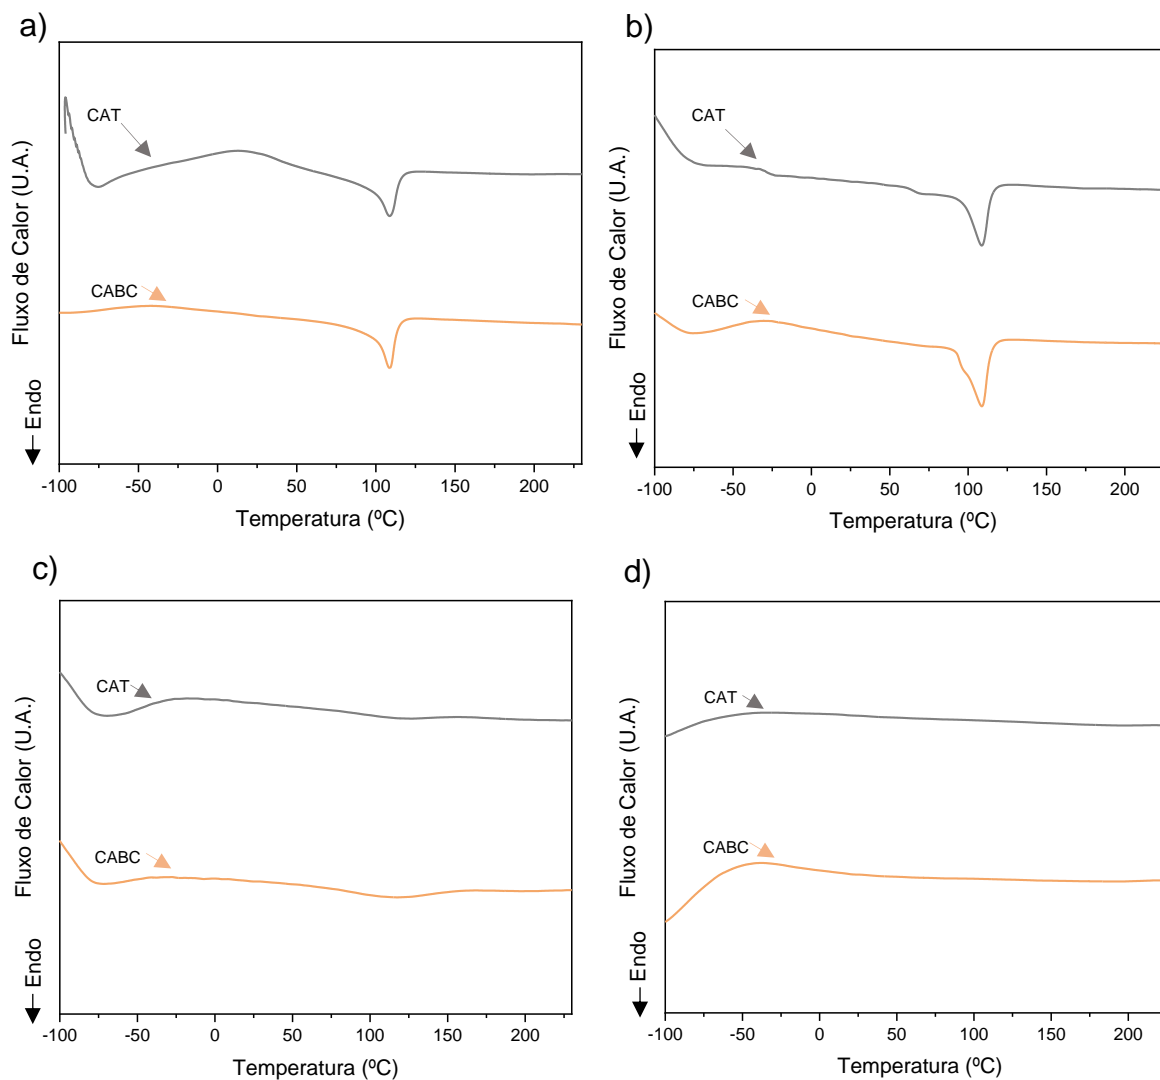 a)
CAT
CABC
Fluxo de Calor (U.A.)
Endo
-100 -50 0 50 100 150 200
Temperatura (ºC)
b)
CAT
CABC
Fluxo de Calor (U.A.)
Endo
-100 -50 0 50 100 150 200
Temperatura (ºC)
c)
CAT
CABC
Fluxo de Calor (U.A.)
Endo
-100 -50 0 50 100 150 200
Temperatura (ºC)
d)
CAT
CABC
Fluxo de Calor (U.A.)
Endo
-100 -50 0 50 100 150 200
Temperatura (ºC)